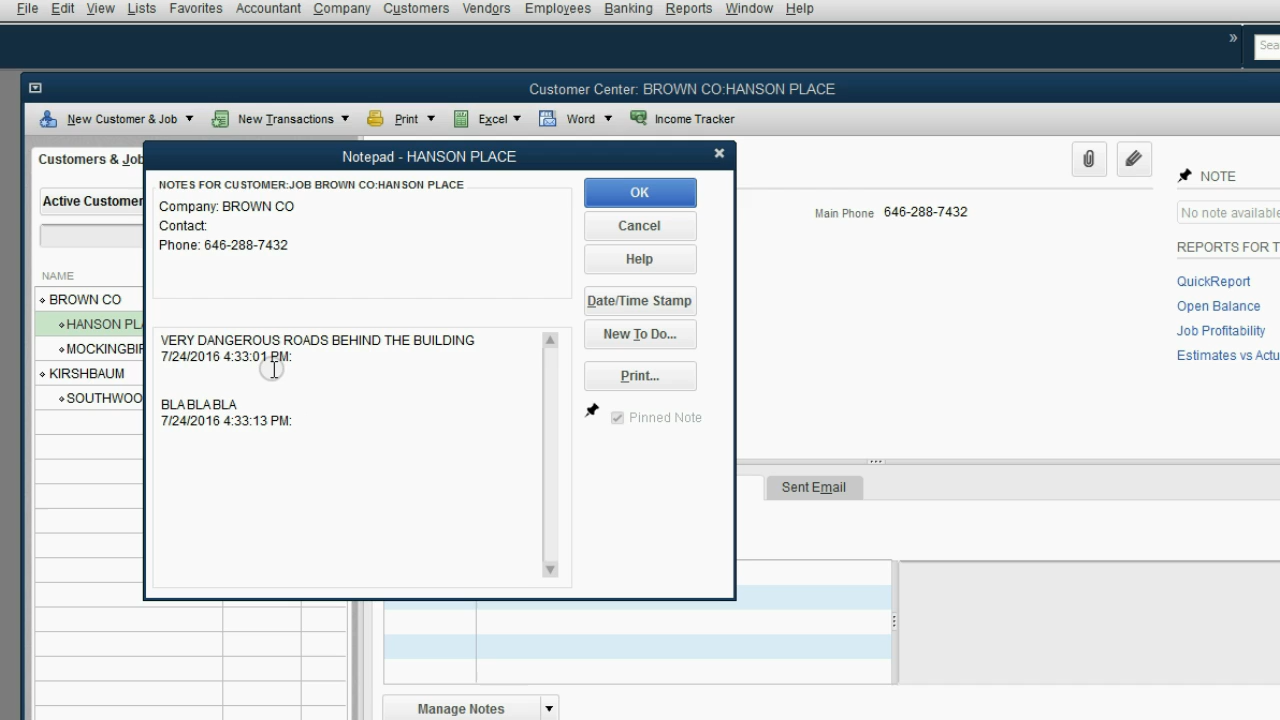 File Edit View Lists Favorites Accountant Company Customers Vendors Employees Banking Reports Window Help
»
Customer Center: BROWN CO:HANSON PLACE
New Customer & Job New Transactions Print Excel Word Income Tracker
Customers & Job
Active Customer
NAME
BROWN CO
HANSON PLA
MOCKINGBIR
KIRSHBAUM
SOUTHWOO
Notepad - HANSON PLACE
NOTES FOR CUSTOMER:JOB BROWN CO:HANSON PLACE
Company: BROWN CO
Contact:
Phone: 646-288-7432
VERY DANGEROUS ROADS BEHIND THE BUILDING
7/24/2016 4:33:01 PM:
BLA BLA BLA
7/24/2016 4:33:13 PM:
OK
Cancel
Help
Date/Time Stamp
New To Do...
Print...
Pinned Note
Main Phone 646-288-7432
NOTE
No note available
REPORTS FOR T
QuickReport
Open Balance
Job Profitability
Estimates vs Actu
Sent Email
Manage Notes